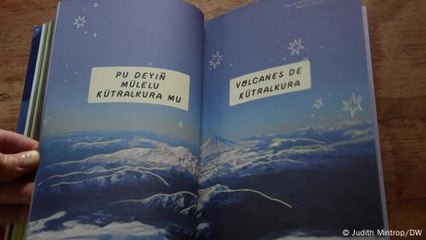 PU DEYIÑ
MÜLELU
KÜTRALKURA MU
VOLCANES DE
KÜTRALKURA
© Judith Mintrop/DW